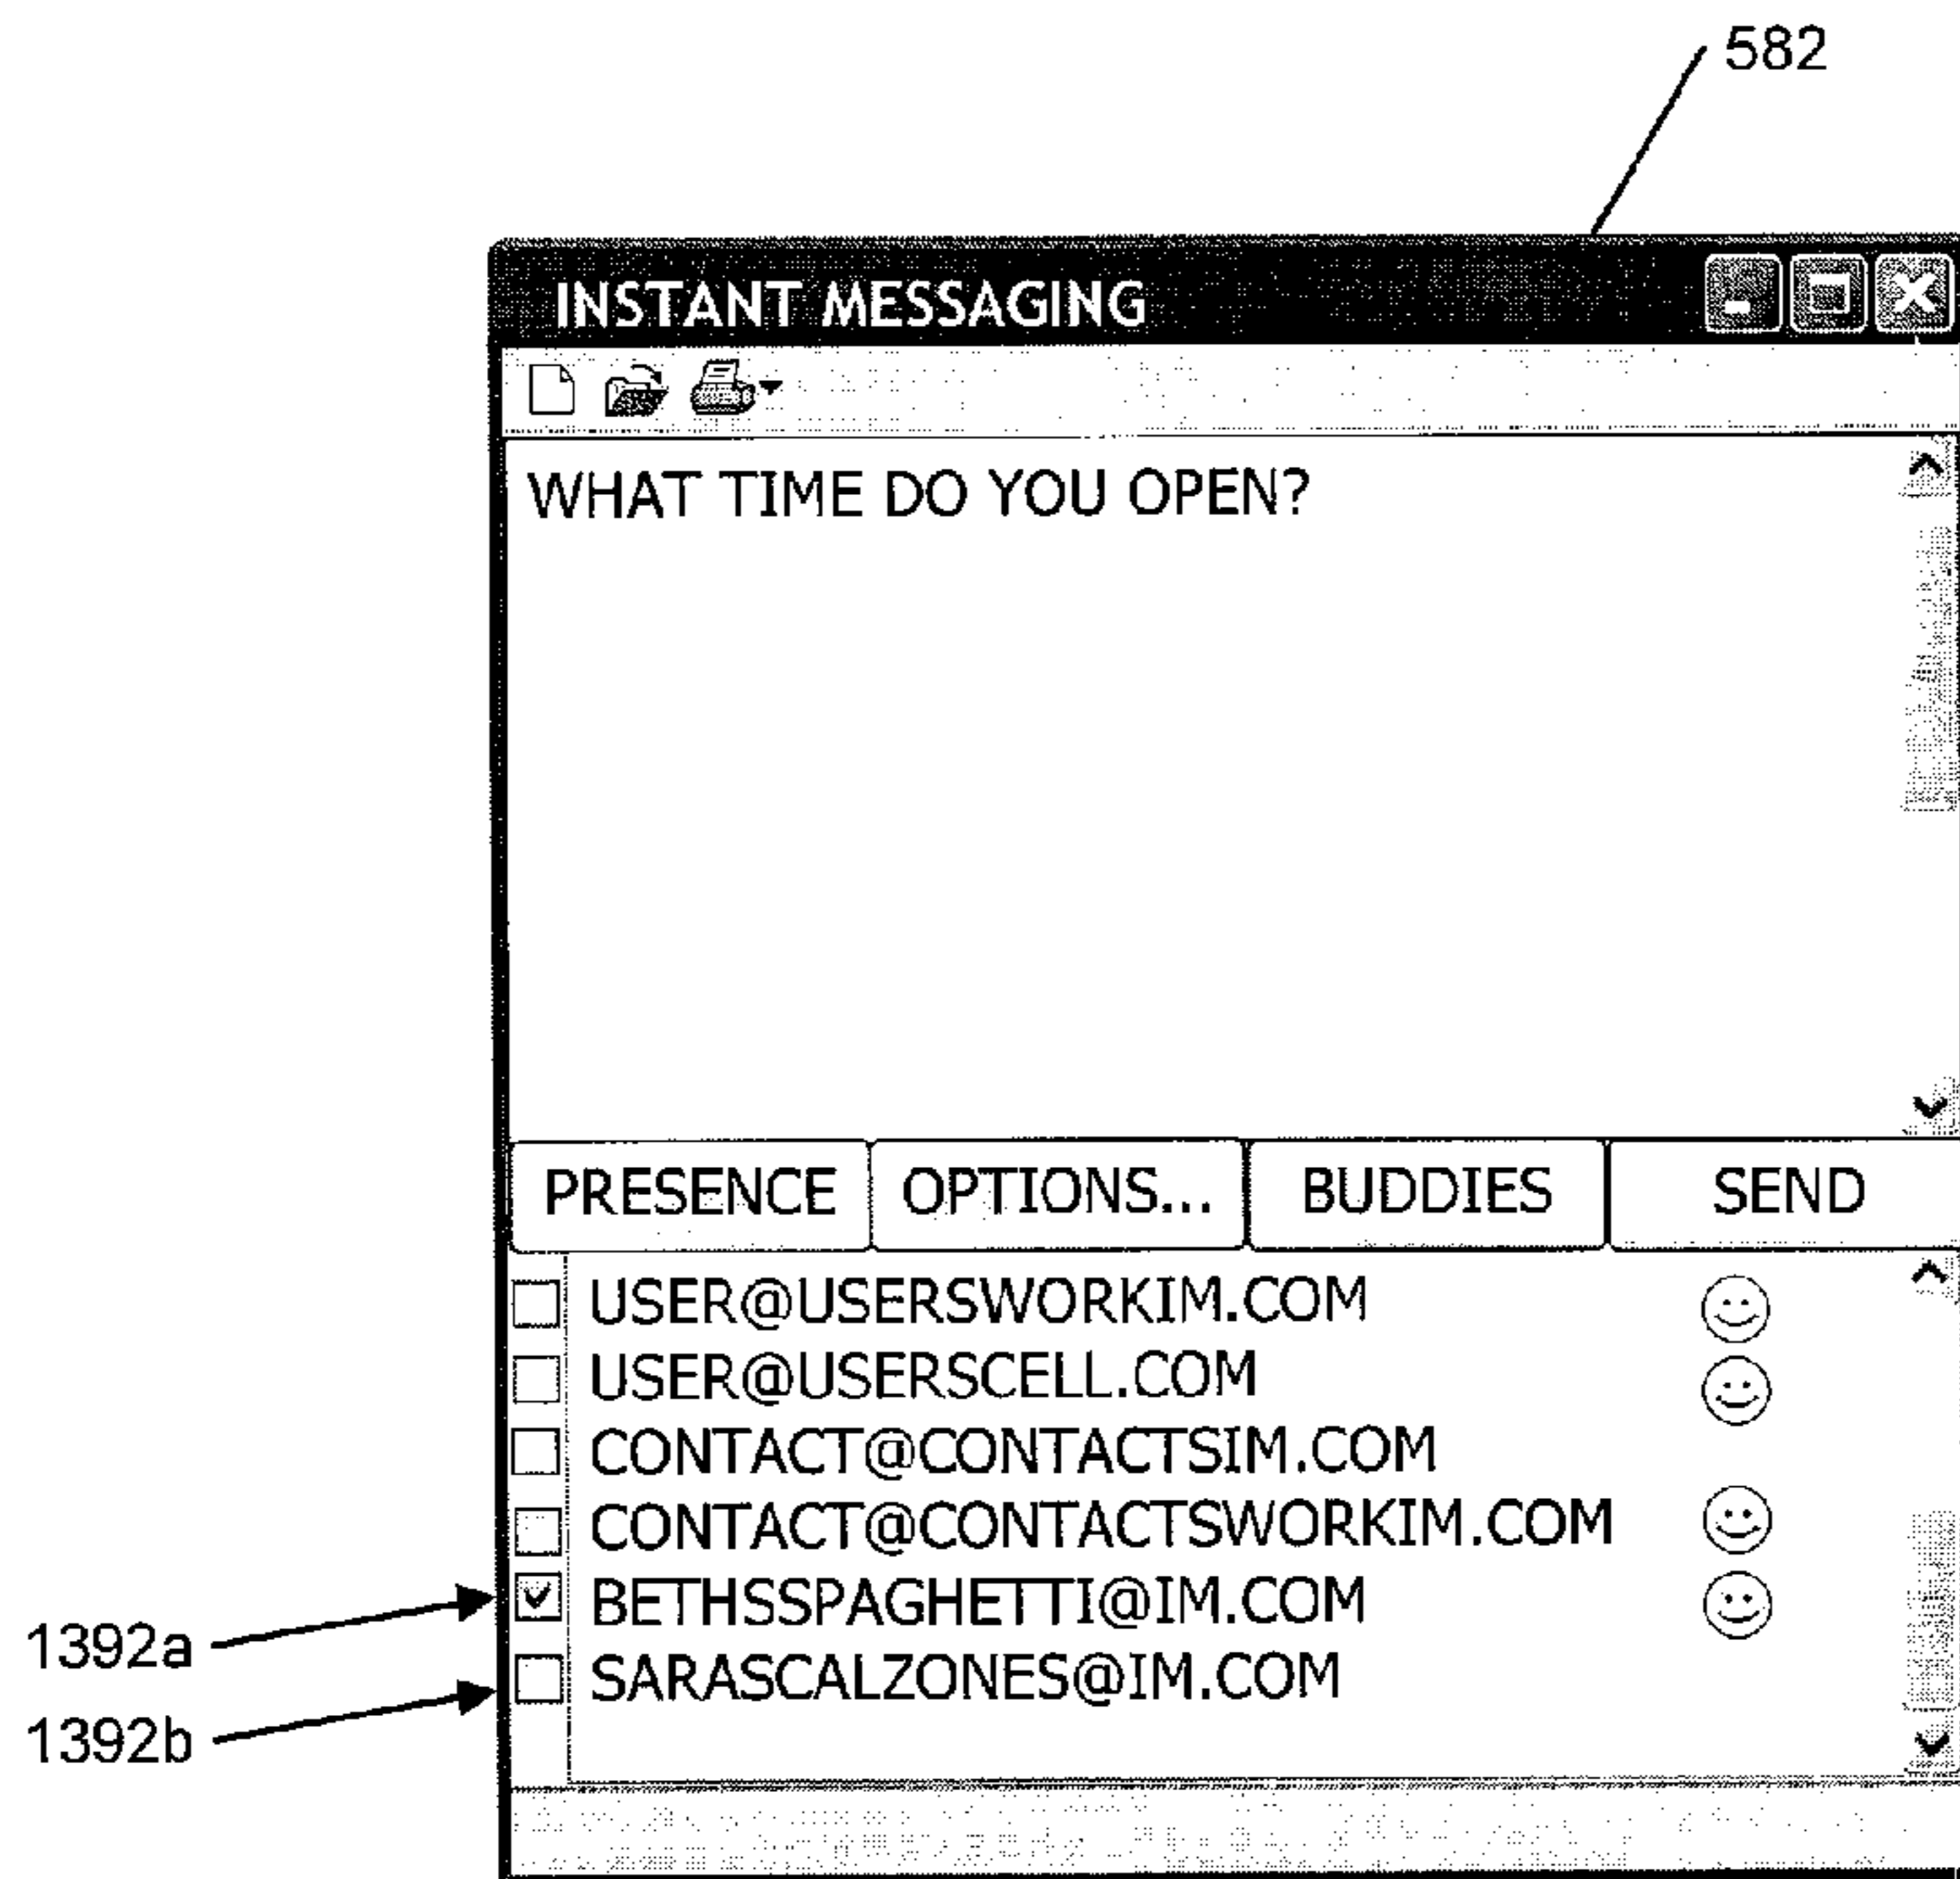 582
INSTANT MESSAGING
WHAT TIME DO YOU OPEN?
PRESENCE OPTIONS... BUDDIES SEND
USER@USERSWORKIM.COM
USER@USERSCELL.COM
CONTACT@CONTACTSIM.COM
CONTACT@CONTACTSWORKIM.COM
1392a BETHSSPAGHETTI@IM.COM
1392b SARASCALZONES@IM.COM